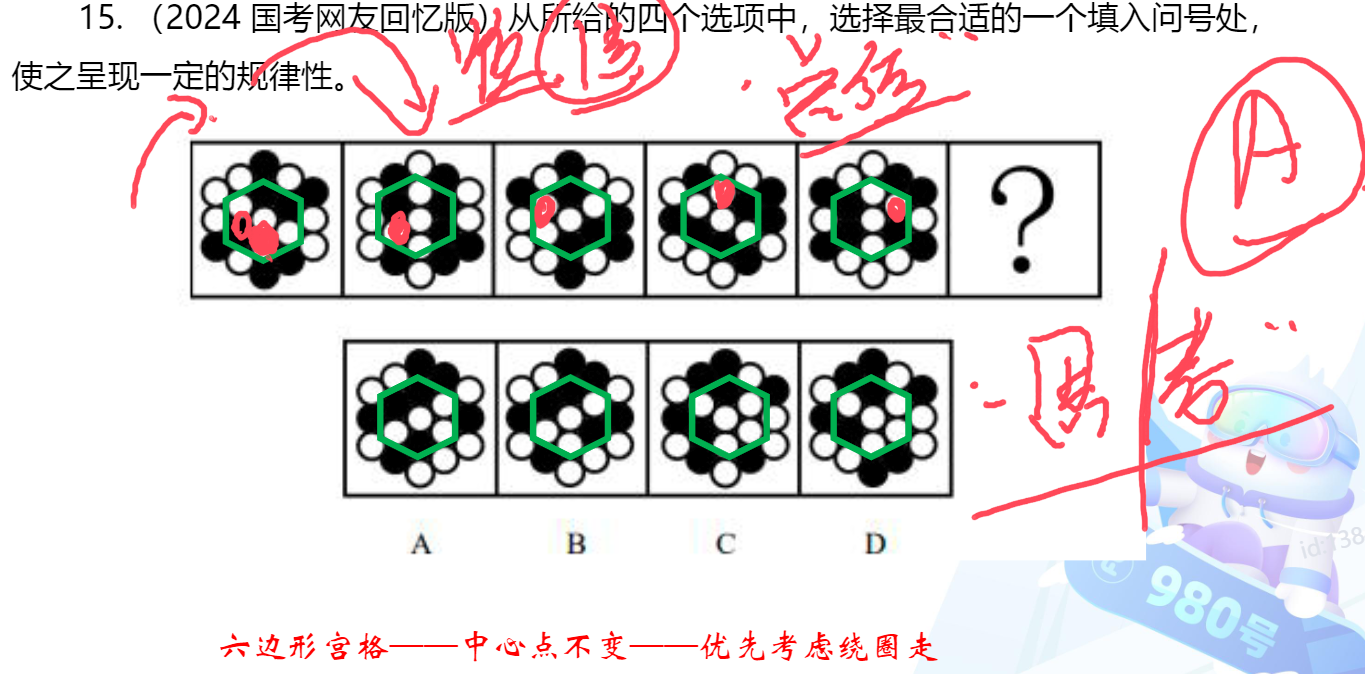 15. （2024 国考网友回忆版）从所给的四个选项中，选择最合适的一个填入问号处，
使之呈现一定的规律性。
?
A
A B C D
六边形宫格——中心点不变——优先考虑绕圈走
980号